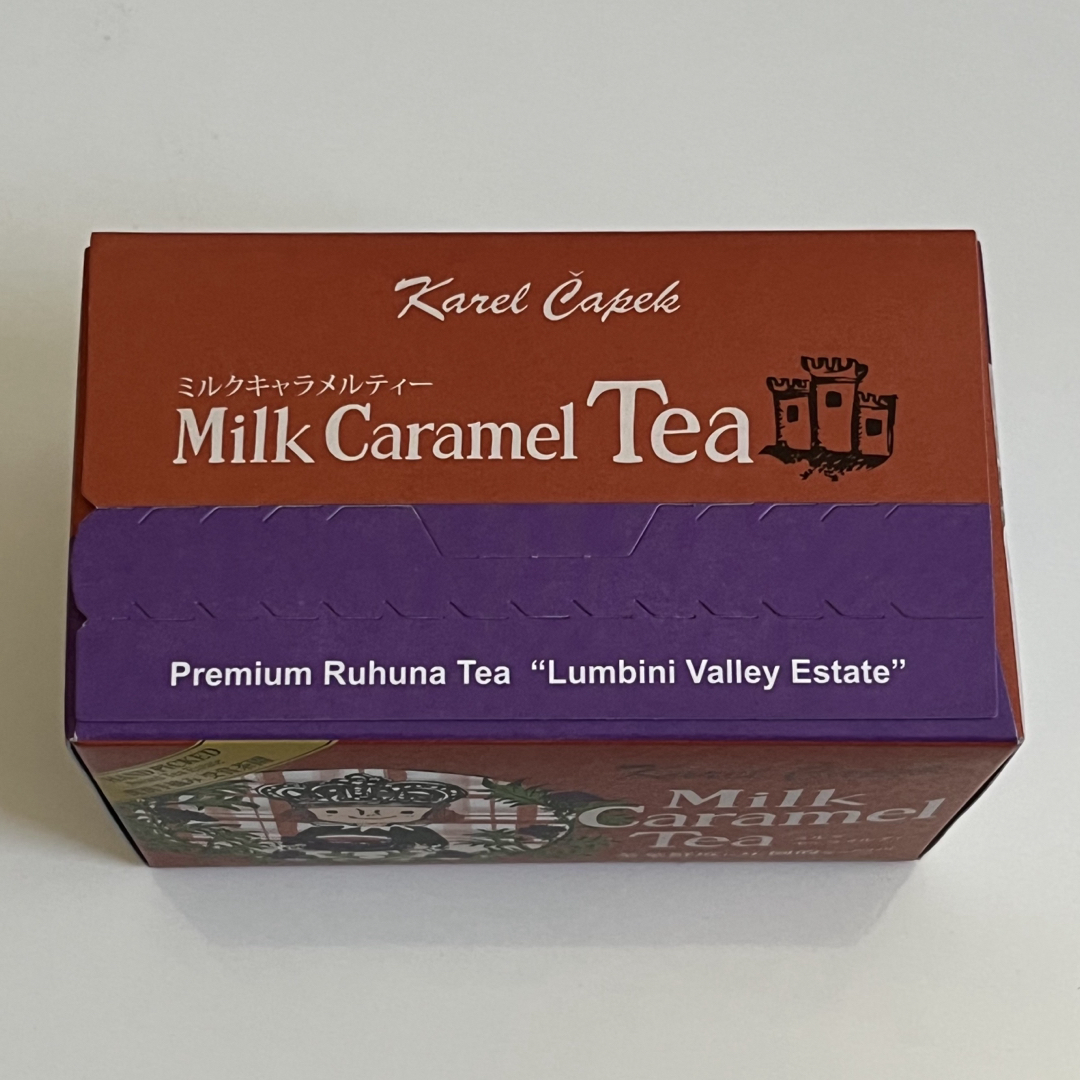 Karel Čapek
ミルクキャラメルティー
Milk Caramel Tea
Premium Ruhuna Tea “Lumbini Valley Estate”
Karel
Milk
Caramel
Tea